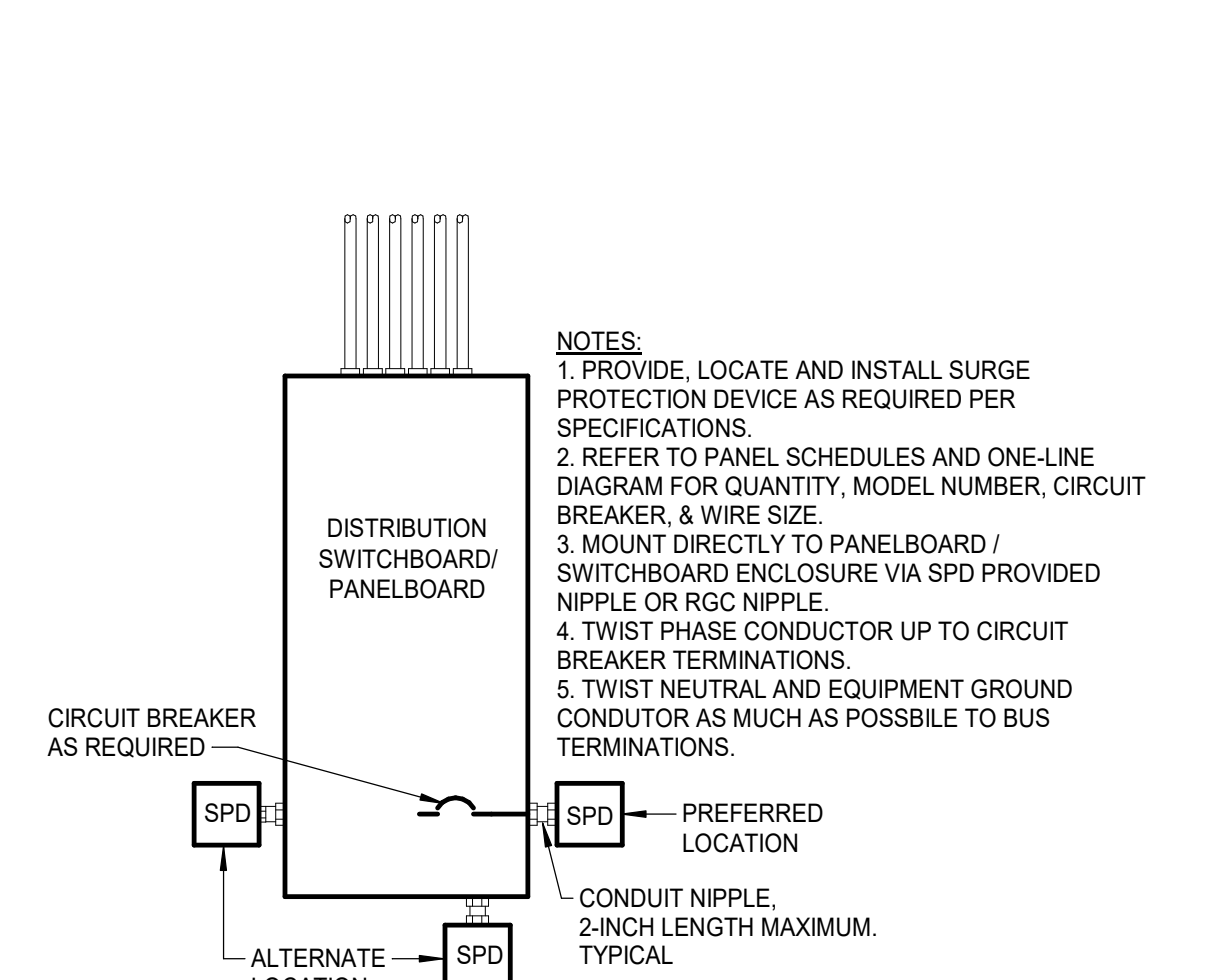 NOTES:
1. PROVIDE, LOCATE AND INSTALL SURGE
PROTECTION DEVICE AS REQUIRED PER
SPECIFICATIONS.
2. REFER TO PANEL SCHEDULES AND ONE-LINE
DIAGRAM FOR QUANTITY, MODEL NUMBER, CIRCUIT
BREAKER, & WIRE SIZE.
3. MOUNT DIRECTLY TO PANELBOARD /
SWITCHBOARD ENCLOSURE VIA SPD PROVIDED
NIPPLE OR RGC NIPPLE.
4. TWIST PHASE CONDUCTOR UP TO CIRCUIT
BREAKER TERMINATIONS.
5. TWIST NEUTRAL AND EQUIPMENT GROUND
CONDUTOR AS MUCH AS POSSBILE TO BUS
TERMINATIONS.
DISTRIBUTION
SWITCHBOARD/
PANELBOARD
CIRCUIT BREAKER
AS REQUIRED
SPD
SPD
PREFERRED
LOCATION
CONDUIT NIPPLE,
2-INCH LENGTH MAXIMUM.
TYPICAL
ALTERNATE
LOCATION
SPD